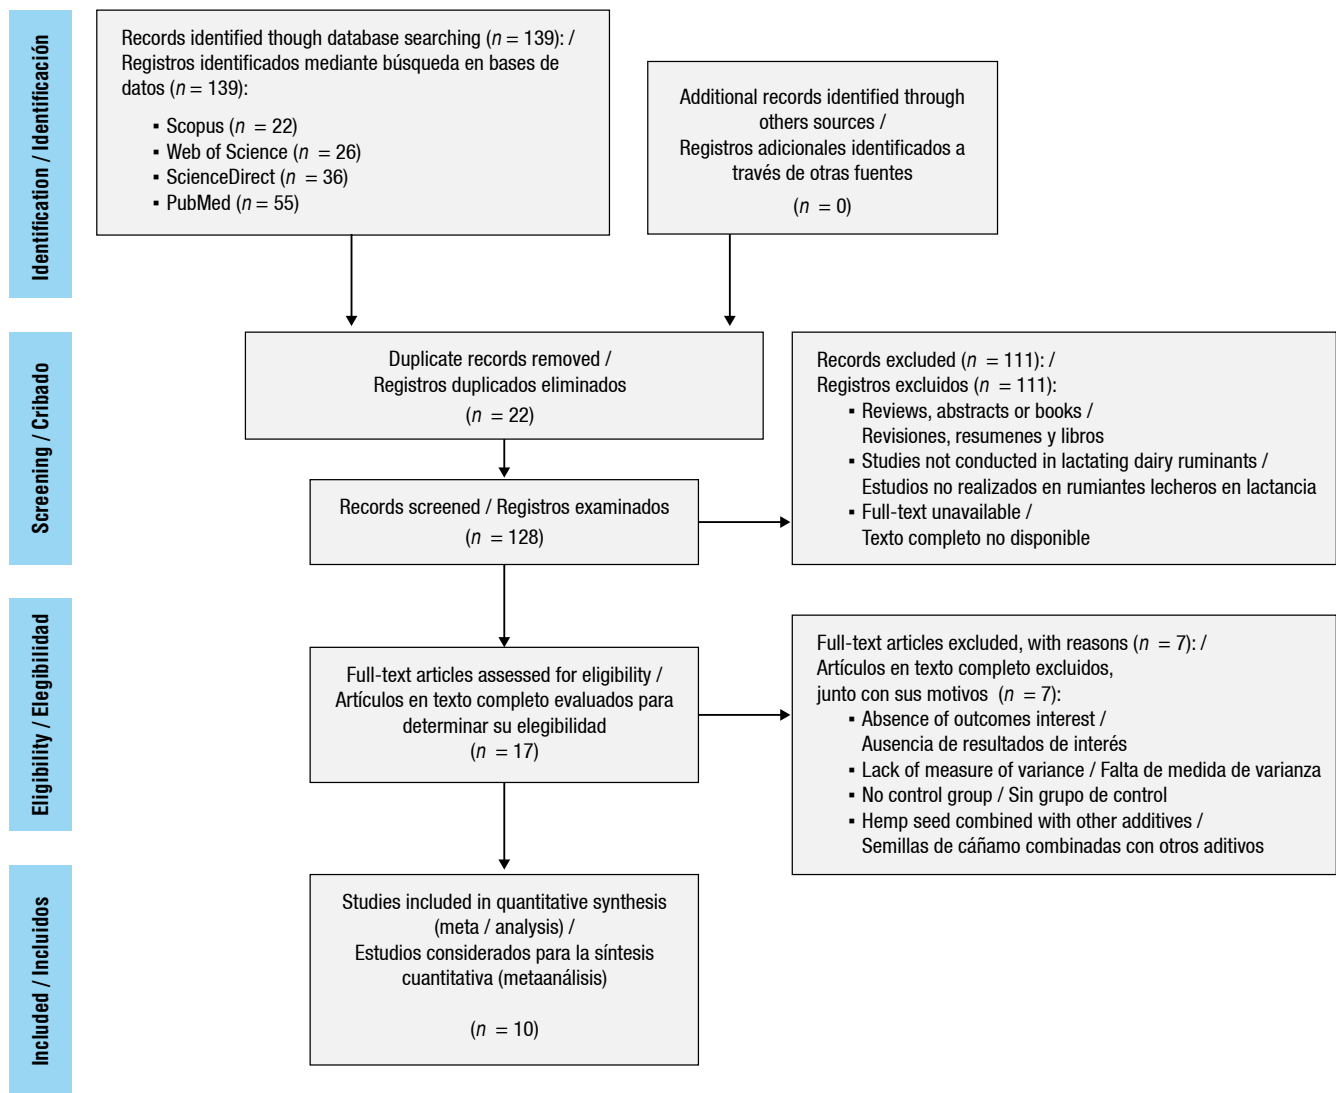 Identification / Identificación
Records identified though database searching (n = 139): /
Registros identificados mediante búsqueda en bases de
datos (n = 139):
▪ Scopus (n = 22)
▪ Web of Science (n = 26)
▪ ScienceDirect (n = 36)
▪ PubMed (n = 55)
Additional records identified through
others sources /
Registros adicionales identificados a
través de otras fuentes
(n = 0)
Screening / Cribado
Duplicate records removed /
Registros duplicados eliminados
(n = 22)
Records screened / Registros examinados
(n = 128)
Records excluded (n = 111): /
Registros excluidos (n = 111):
▪ Reviews, abstracts or books /
Revisiones, resumenes y libros
▪ Studies not conducted in lactating dairy ruminants /
Estudios no realizados en rumiantes lecheros en lactancia
▪ Full-text unavailable /
Texto completo no disponible
Eligibility / Elegibilidad
Full-text articles assessed for eligibility /
Artículos en texto completo evaluados para
determinar su elegibilidad
(n = 17)
Full-text articles excluded, with reasons (n = 7): /
Artículos en texto completo excluidos,
junto con sus motivos (n = 7):
▪ Absence of outcomes interest /
Ausencia de resultados de interés
▪ Lack of measure of variance / Falta de medida de varianza
▪ No control group / Sin grupo de control
▪ Hemp seed combined with other additives /
Semillas de cáñamo combinadas con otros aditivos
Included / Incluidos
Studies included in quantitative synthesis
(meta / analysis) /
Estudios considerados para la síntesis
cuantitativa (metaanálisis)
(n = 10)